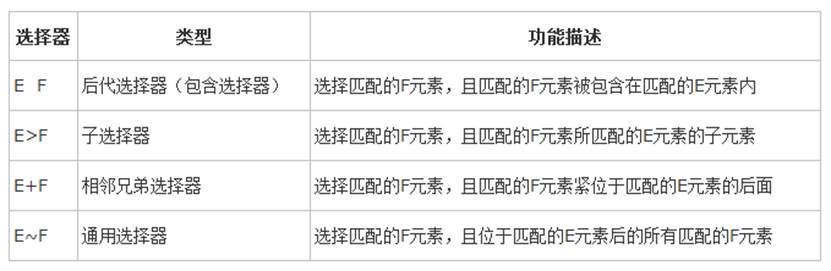 选择器 类型 功能描述
E F 后代选择器（包含选择器） 选择匹配的F元素，且匹配的F元素被包含在匹配的E元素内
E>F 子选择器 选择匹配的F元素，且匹配的F元素所匹配的E元素的子元素
E+F 相邻兄弟选择器 选择匹配的F元素，且匹配的F元素紧位于匹配的E元素的后面
E~F 通用选择器 选择匹配的F元素，且位于匹配的E元素后的所有匹配的F元素